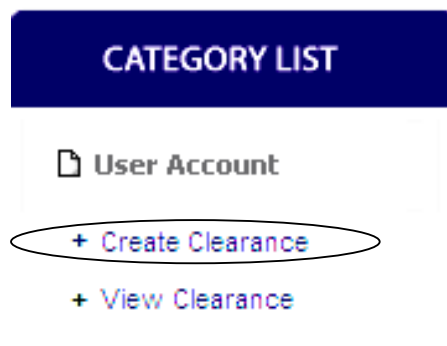 CATEGORY LIST
User Account
+ Create Clearance
+ View Clearance